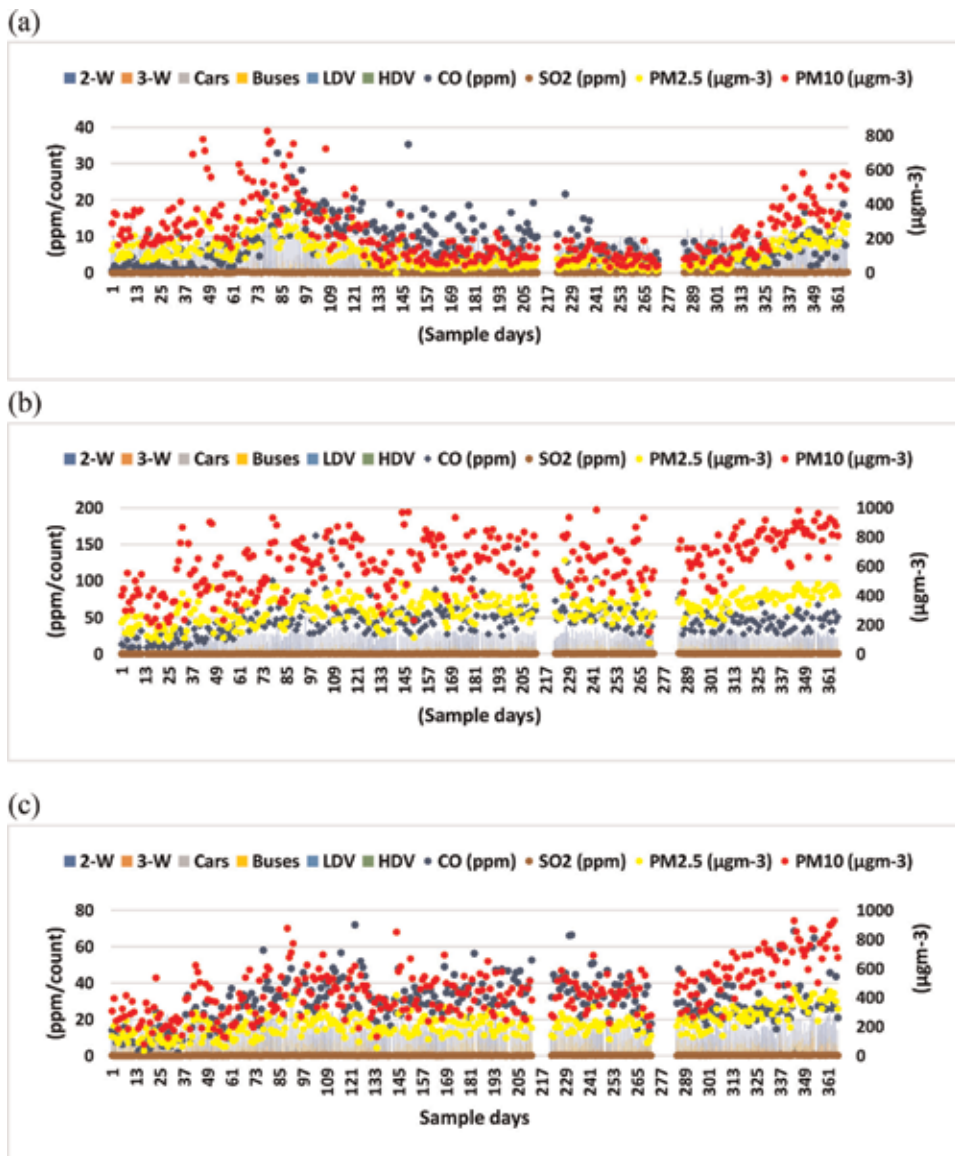 (a)
2-W 3-W Cars Buses LDV HDV CO (ppm) SO2 (ppm) PM2.5 (µgm-3) PM10 (µgm-3)
(ppm/count)
40
30
20
10
0
800
600
400
200
0
(µgm-3)
1 13 25 37 49 61 73 85 97 109 121 133 145 157 169 181 193 205 217 229 241 253 265 277 289 301 313 325 337 349 361
(Sample days)
(b)
2-W 3-W Cars Buses LDV HDV CO (ppm) SO2 (ppm) PM2.5 (µgm-3) PM10 (µgm-3)
(ppm/count)
200
150
100
50
0
1000
800
600
400
200
0
(µgm-3)
1 13 25 37 49 61 73 85 97 109 121 133 145 157 169 181 193 205 217 229 241 253 265 277 289 301 313 325 337 349 361
(Sample days)
(c)
2-W 3-W Cars Buses LDV HDV CO (ppm) SO2 (ppm) PM2.5 (µgm-3) PM10 (µgm-3)
(ppm/count)
80
60
40
20
0
1000
800
600
400
200
0
(µgm-3)
1 13 25 37 49 61 73 85 97 109 121 133 145 157 169 181 193 205 217 229 241 253 265 277 289 301 313 325 337 349 361
Sample days